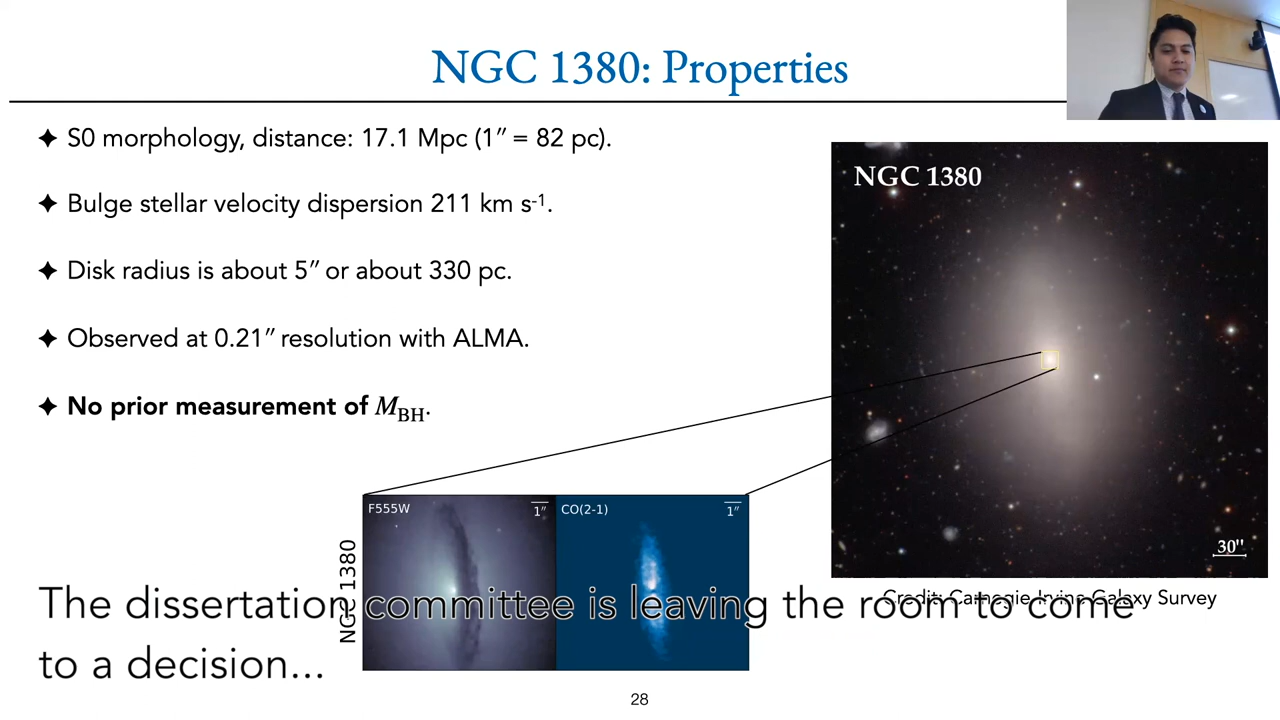 NGC 1380: Properties
✦ S0 morphology, distance: 17.1 Mpc (1″ = 82 pc).
✦ Bulge stellar velocity dispersion 211 km s-1.
✦ Disk radius is about 5″ or about 330 pc.
✦ Observed at 0.21″ resolution with ALMA.
✦ No prior measurement of MBH.
NGC 1380
30"
Credit: Carnegie-Irvine Galaxy Survey
F555W
1″
CO(2-1)
1″
NGC 1380
The dissertation committee is leaving the room to come
to a decision...
28